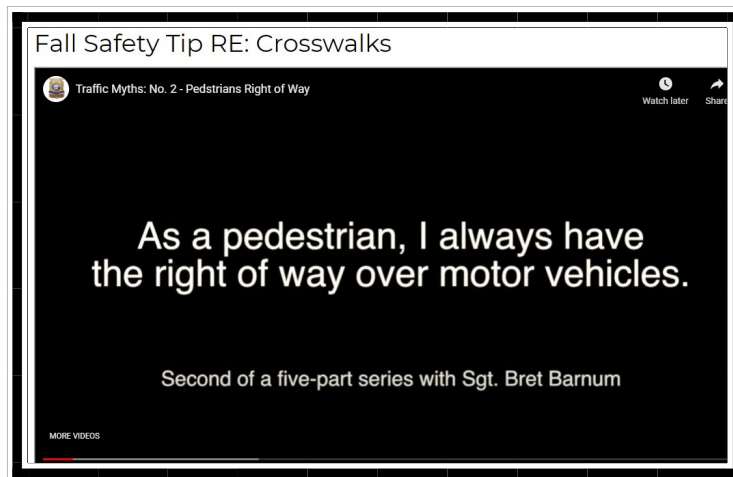 Fall Safety Tip RE: Crosswalks
Traffic Myths: No. 2 - Pedstrians Right of Way
Watch later
Share
As a pedestrian, I always have
the right of way over motor vehicles.
Second of a five-part series with Sgt. Bret Barnum
MORE VIDEOS